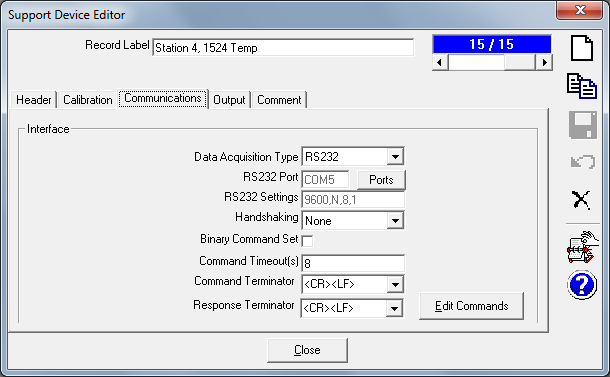 Support Device Editor
Record Label Station 4, 1524 Temp 15 / 15
Header Calibration Communications Output Comment
Interface
Data Acquisition Type RS232
RS232 Port COM5 Ports
RS232 Settings 9600,N,8,1
Handshaking None
Binary Command Set
Command Timeout(s) 8
Command Terminator <CR><LF>
Response Terminator <CR><LF> Edit Commands
Close